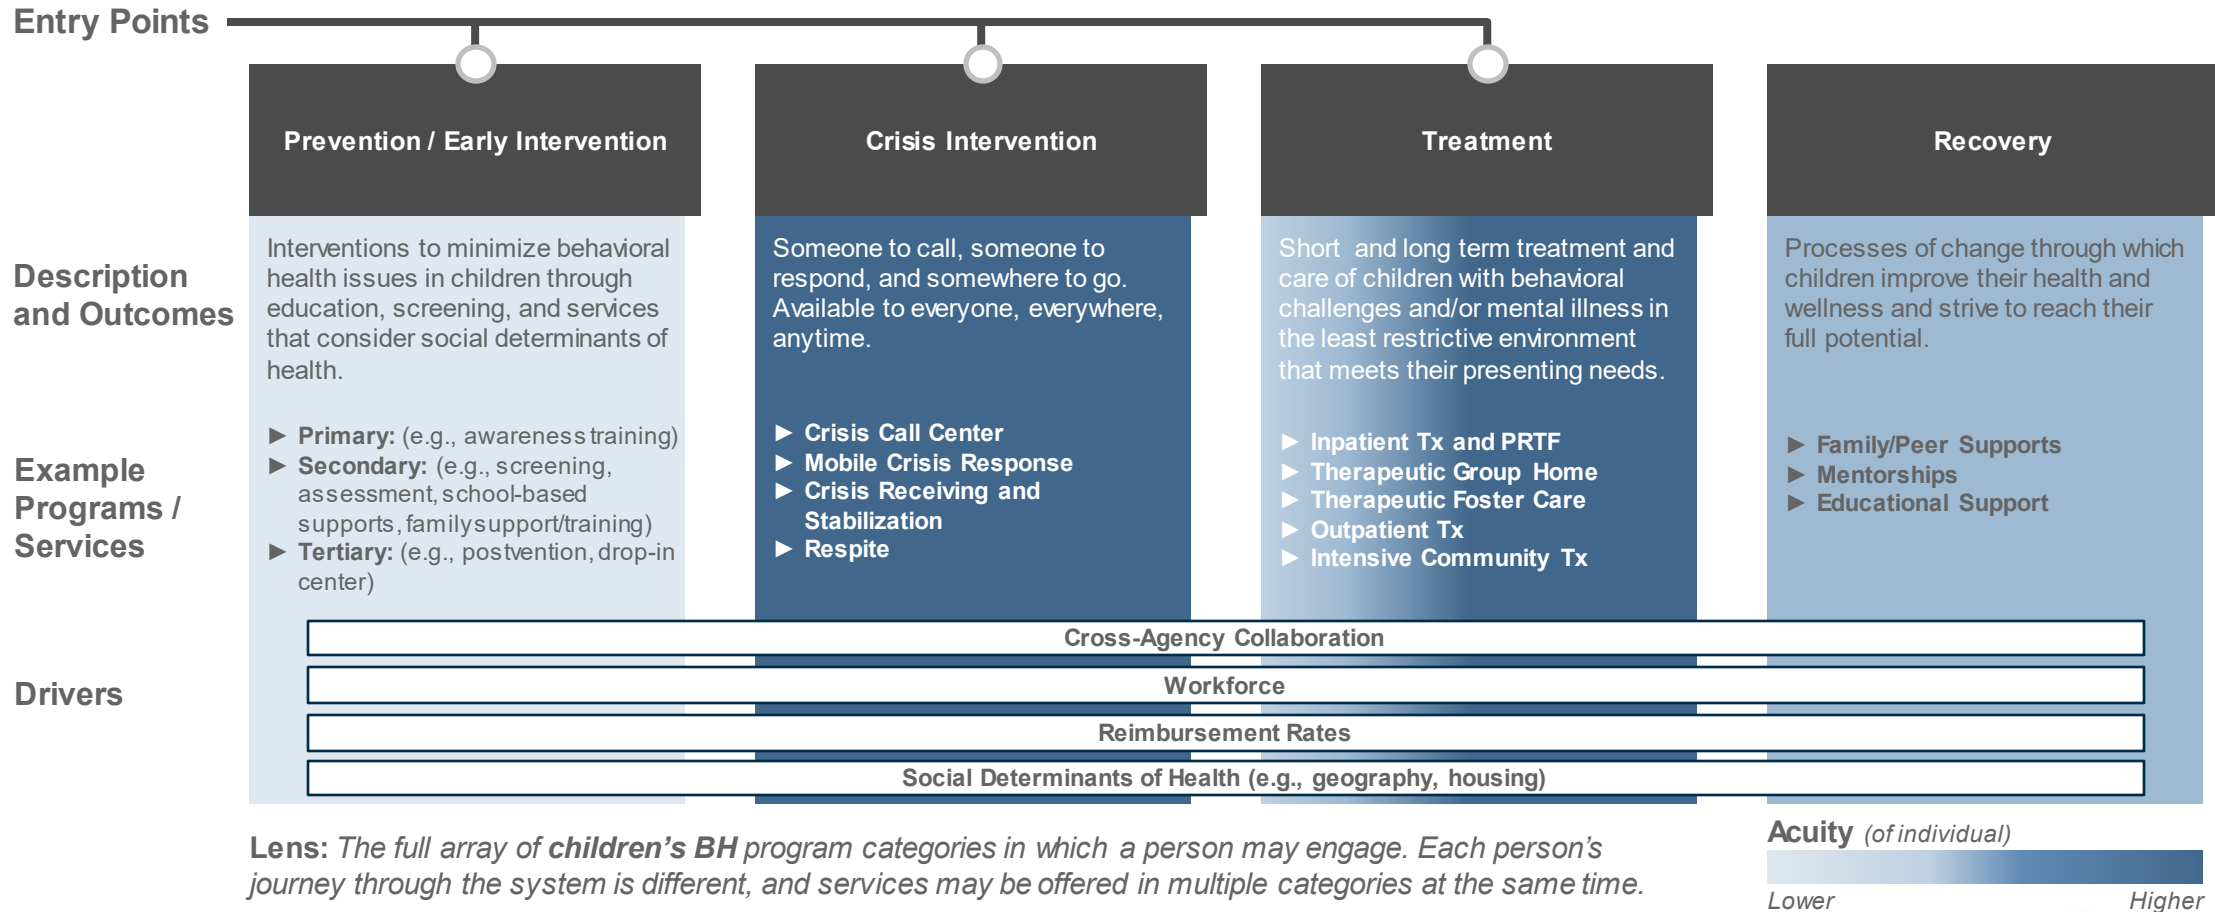 Entry Points
Prevention / Early Intervention
Crisis Intervention
Treatment
Recovery
Description
and Outcomes
Interventions to minimize behavioral
health issues in children through
education, screening, and services
that consider social determinants of
health.
Someone to call, someone to
respond, and somewhere to go.
Available to everyone, everywhere,
anytime.
Short and long term treatment and
care of children with behavioral
challenges and/or mental illness in
the least restrictive environment
that meets their presenting needs.
Processes of change through which
children improve their health and
wellness and strive to reach their
full potential.
Example
Programs /
Services
► Primary: (e.g., awareness training)
► Secondary: (e.g., screening,
assessment, school-based
supports, family support/training)
► Tertiary: (e.g., postvention, drop-in
center)
► Crisis Call Center
► Mobile Crisis Response
► Crisis Receiving and
Stabilization
► Respite
► Inpatient Tx and PRTF
► Therapeutic Group Home
► Therapeutic Foster Care
► Outpatient Tx
► Intensive Community Tx
► Family/Peer Supports
► Mentorships
► Educational Support
Drivers
Cross-Agency Collaboration
Workforce
Reimbursement Rates
Social Determinants of Health (e.g., geography, housing)
Lens: The full array of children's BH program categories in which a person may engage. Each person's
journey through the system is different, and services may be offered in multiple categories at the same time.
Acuity (of individual)
Lower
Higher